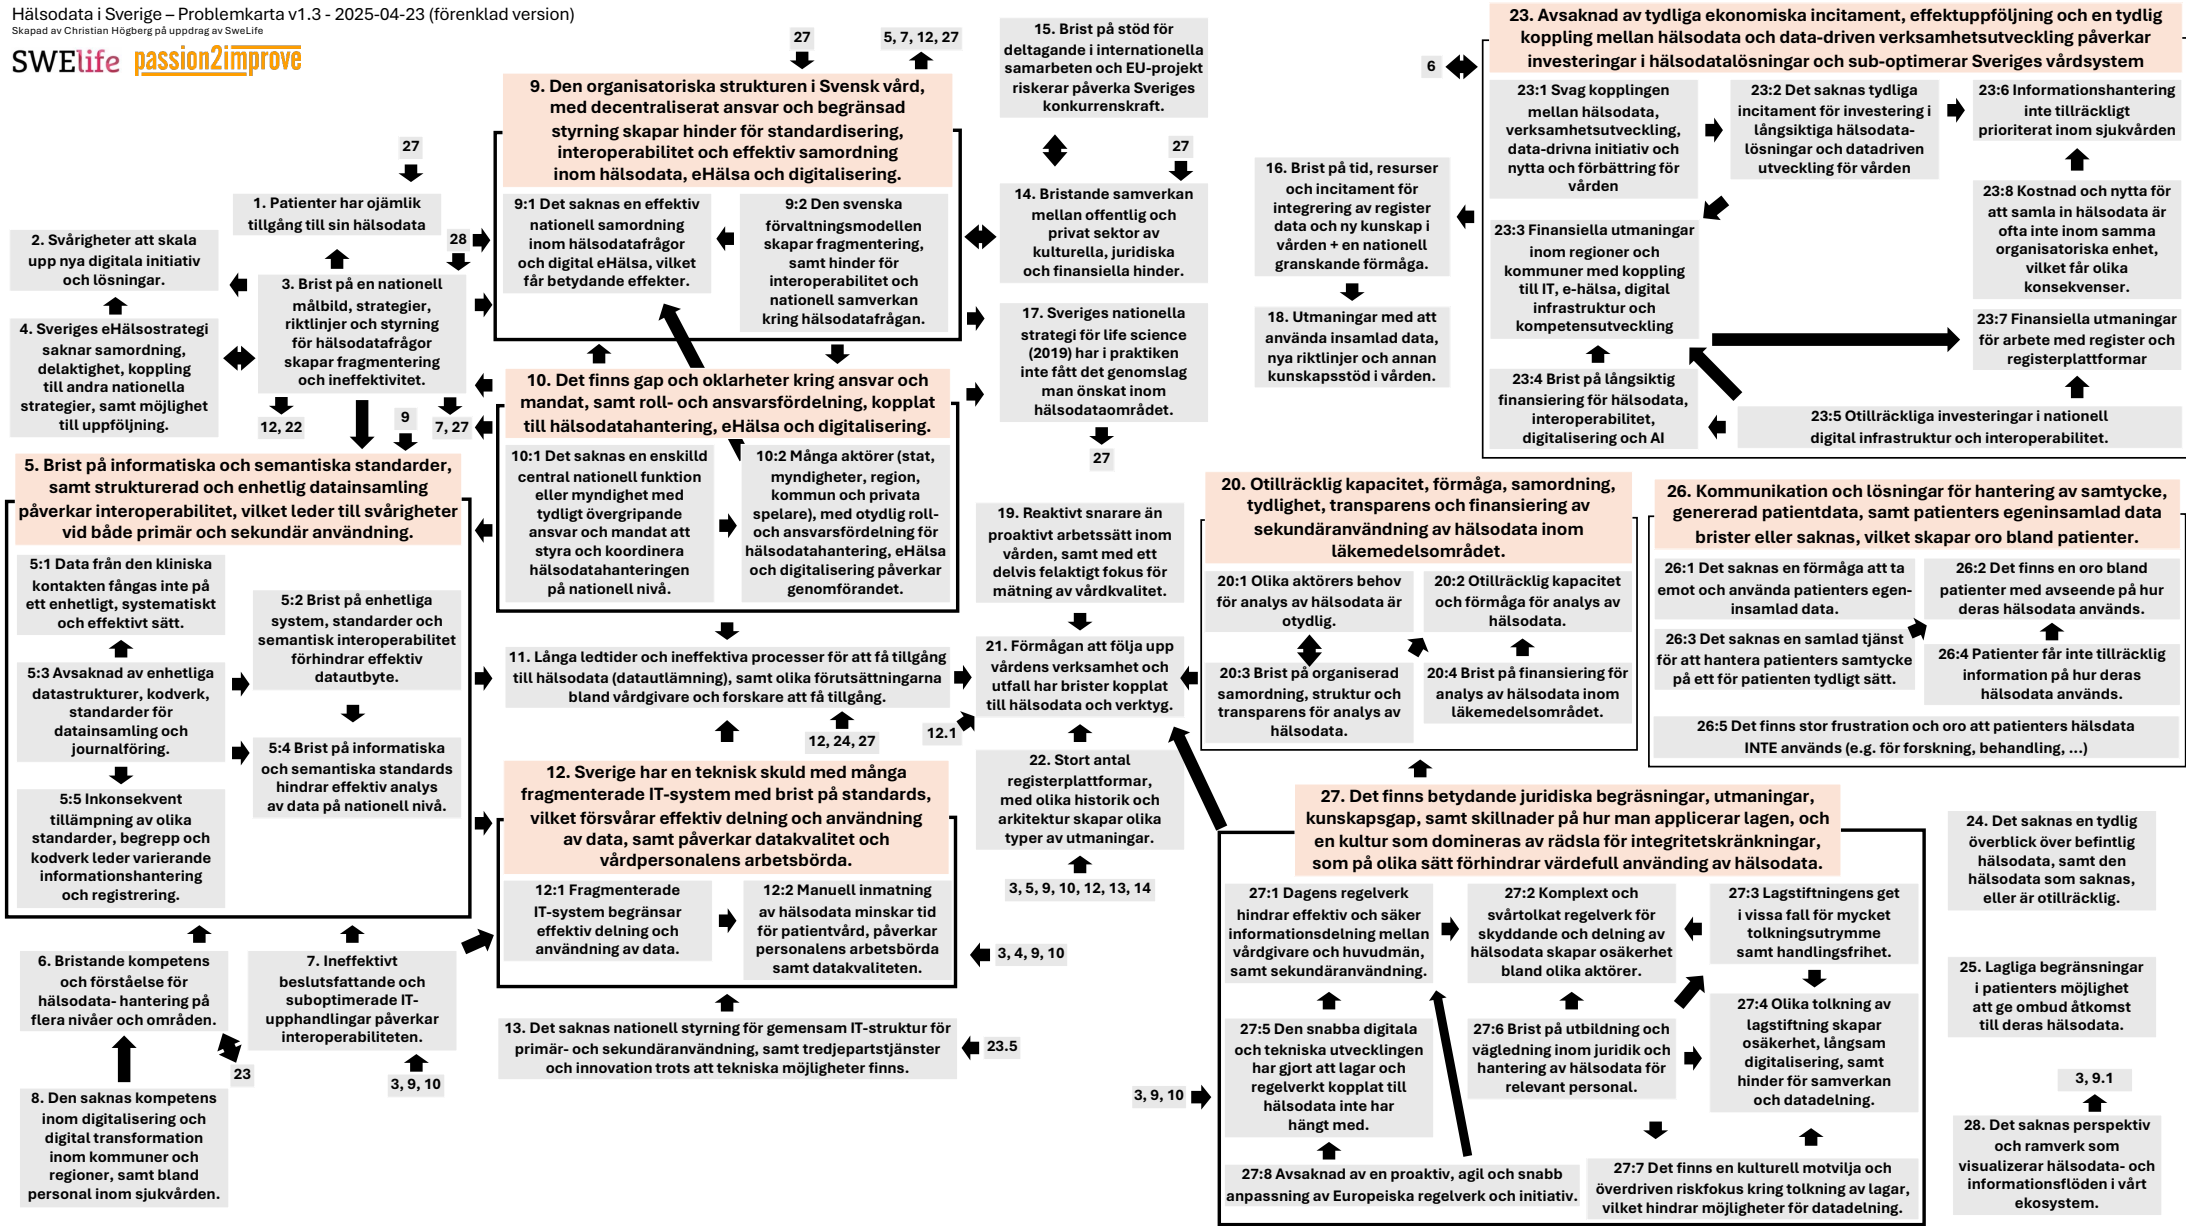 Hälsodata i Sverige – Problemkarta v1.3 - 2025-04-23 (förenklad version)
Skapad av Christian Högberg på uppdrag av SweLife
SWElife passion2improve
27
1. Patienter har ojämlik
tillgång till sin hälsodata
2. Svårigheter att skala
upp nya digitala initiativ
och lösningar.
28
3. Brist på en nationell
målbild, strategier,
riktlinjer och styrning
för hälsodatafrågor
skapar fragmentering
och ineffektivitet.
4. Sveriges eHälsostrategi
saknar samordning,
delaktighet, koppling
till andra nationella
strategier, samt möjlighet
till uppföljning.
12, 22
9
7, 27
5. Brist på informatiska och semantiska standarder,
samt strukturerad och enhetlig datainsamling
påverkar interoperabilitet, vilket leder till svårigheter
vid både primär och sekundär användning.
5:1 Data från den kliniska
kontakten fångas inte på
ett enhetligt, systematiskt
och effektivt sätt.
5:2 Brist på enhetliga
system, standarder och
semantisk interoperabilitet
förhindrar effektiv
datautbyte.
5:3 Avsaknad av enhetliga
datastrukturer, kodverk,
standarder för
datainsamling och
journalföring.
5:4 Brist på informatiska
och semantiska standards
hindrar effektiv analys
av data på nationell nivå.
5:5 Inkonsekvent
tillämpning av olika
standarder, begrepp och
kodverk leder varierande
informationshantering
och registrering.
6. Bristande kompetens
och förståelse för
hälsodata- hantering på
flera nivåer och områden.
7. Ineffektivt
beslutsfattande och
suboptimerade IT-
upphandlingar påverkar
interoperabiliteten.
23
3, 9, 10
8. Den saknas kompetens
inom digitalisering och
digital transformation
inom kommuner och
regioner, samt bland
personal inom sjukvården.
27
5, 7, 12, 27
9. Den organisatoriska strukturen i Svensk vård,
med decentraliserat ansvar och begränsad
styrning skapar hinder för standardisering,
interoperabilitet och effektiv samordning
inom hälsodata, eHälsa och digitalisering.
9:1 Det saknas en effektiv
nationell samordning
inom hälsodatafrågor
och digital eHälsa, vilket
får betydande effekter.
9:2 Den svenska
förvaltningsmodellen
skapar fragmentering,
samt hinder för
interoperabilitet och
nationell samverkan
kring hälsodatafrågan.
10. Det finns gap och oklarheter kring ansvar och
mandat, samt roll- och ansvarsfördelning, kopplat
till hälsodatahantering, eHälsa och digitalisering.
10:1 Det saknas en enskild
central nationell funktion
eller myndighet med
tydligt övergripande
ansvar och mandat att
styra och koordinera
hälsodatahanteringen
på nationell nivå.
10:2 Många aktörer (stat,
myndigheter, region,
kommun och privata
spelare), med otydlig roll-
och ansvarsfördelning för
hälsodatahantering, eHälsa
och digitalisering påverkar
genomförandet.
11. Långa ledtider och ineffektiva processer för att få tillgång
till hälsodata (datautlämning), samt olika förutsättningarna
bland vårdgivare och forskare att få tillgång.
12, 24, 27
12.1
12. Sverige har en teknisk skuld med många
fragmenterade IT-system med brist på standards,
vilket försvårar effektiv delning och användning
av data, samt påverkar datakvalitet och
vårdpersonalens arbetsbörda.
12:1 Fragmenterade
IT-system begränsar
effektiv delning och
användning av data.
12:2 Manuell inmatning
av hälsodata minskar tid
för patientvård, påverkar
personalens arbetsbörda
samt datakvaliteten.
3, 4, 9, 10
13. Det saknas nationell styrning för gemensam IT-struktur för
primär- och sekundäranvändning, samt tredjepartstjänster
och innovation trots att tekniska möjligheter finns.
23.5
15. Brist på stöd för
deltagande i internationella
samarbeten och EU-projekt
riskerar påverka Sveriges
konkurrenskraft.
27
14. Bristande samverkan
mellan offentlig och
privat sektor av
kulturella, juridiska
och finansiella hinder.
17. Sveriges nationella
strategi för life science
(2019) har i praktiken
inte fått det genomslag
man önskat inom
hälsodataområdet.
27
19. Reaktivt snarare än
proaktivt arbetssätt inom
vården, samt med ett
delvis felaktigt fokus för
mätning av vårdkvalitet.
21. Förmågan att följa upp
vårdens verksamhet och
utfall har brister kopplat
till hälsodata och verktyg.
22. Stort antal
registerplattformar,
med olika historik och
arkitektur skapar olika
typer av utmaningar.
3, 5, 9, 10, 12, 13, 14
16. Brist på tid, resurser
och incitament för
integrering av register
data och ny kunskap i
vården + en nationell
granskande förmåga.
18. Utmaningar med att
använda insamlad data,
nya riktlinjer och annan
kunskapsstöd i vården.
6
23. Avsaknad av tydliga ekonomiska incitament, effektuppföljning och en tydlig
koppling mellan hälsodata och data-driven verksamhetsutveckling påverkar
investeringar i hälsodatalösningar och sub-optimerar Sveriges vårdsystem
23:1 Svag kopplingen
mellan hälsodata,
verksamhetsutveckling,
data-drivna initiativ och
nytta och förbättring för
vården
23:2 Det saknas tydliga
incitament för investering i
långsiktiga hälsodata-
lösningar och datadriven
utveckling för vården
23:6 Informationshantering
inte tillräckligt
prioriterat inom sjukvården
23:8 Kostnad och nytta för
att samla in hälsodata är
ofta inte inom samma
organisatoriska enhet,
vilket får olika
konsekvenser.
23:3 Finansiella utmaningar
inom regioner och
kommuner med koppling
till IT, e-hälsa, digital
infrastruktur och
kompetensutveckling
23:7 Finansiella utmaningar
för arbete med register och
registerplattformar
23:4 Brist på långsiktig
finansiering för hälsodata,
interoperabilitet,
digitalisering och AI
23:5 Otillräckliga investeringar i nationell
digital infrastruktur och interoperabilitet.
20. Otillräcklig kapacitet, förmåga, samordning,
tydlighet, transparens och finansiering av
sekundäranvändning av hälsodata inom
läkemedelsområdet.
20:1 Olika aktörers behov
för analys av hälsodata är
otydlig.
20:2 Otillräcklig kapacitet
och förmåga för analys av
hälsodata.
20:3 Brist på organiserad
samordning, struktur och
transparens för analys av
hälsodata.
20:4 Brist på finansiering för
analys av hälsodata inom
läkemedelsområdet.
26. Kommunikation och lösningar för hantering av samtycke,
genererad patientdata, samt patienters egeninsamlad data
brister eller saknas, vilket skapar oro bland patienter.
26:1 Det saknas en förmåga att ta
emot och använda patienters egen-
insamlad data.
26:2 Det finns en oro bland
patienter med avseende på hur
deras hälsodata används.
26:3 Det saknas en samlad tjänst
för att hantera patienters samtycke
på ett för patienten tydligt sätt.
26:4 Patienter får inte tillräcklig
information på hur deras
hälsodata används.
26:5 Det finns stor frustration och oro att patienters hälsdata
INTE används (e.g. för forskning, behandling, ...)
27. Det finns betydande juridiska begräsningar, utmaningar,
kunskapsgap, samt skillnader på hur man applicerar lagen, och
en kultur som domineras av rädsla för integritetskränkningar,
som på olika sätt förhindrar värdefull använding av hälsodata.
27:1 Dagens regelverk
hindrar effektiv och säker
informationsdelning mellan
vårdgivare och huvudmän,
samt sekundäranvändning.
27:2 Komplext och
svårtolkat regelverk för
skyddande och delning av
hälsodata skapar osäkerhet
bland olika aktörer.
27:3 Lagstiftningens get
i vissa fall för mycket
tolkningsutrymme
samt handlingsfrihet.
27:4 Olika tolkning av
lagstiftning skapar
osäkerhet, långsam
digitalisering, samt
hinder för samverkan
och datadelning.
27:5 Den snabba digitala
och tekniska utvecklingen
har gjort att lagar och
regelverkt kopplat till
hälsodata inte har
hängt med.
27:6 Brist på utbildning och
vägledning inom juridik och
hantering av hälsodata för
relevant personal.
3, 9, 10
27:8 Avsaknad av en proaktiv, agil och snabb
anpassning av Europeiska regelverk och initiativ.
27:7 Det finns en kulturell motvilja och
överdriven riskfokus kring tolkning av lagar,
vilket hindrar möjligheter för datadelning.
24. Det saknas en tydlig
överblick över befintlig
hälsodata, samt den
hälsodata som saknas,
eller är otillräcklig.
25. Lagliga begränsningar
i patienters möjlighet
att ge ombud åtkomst
till deras hälsodata.
3, 9.1
28. Det saknas perspektiv
och ramverk som
visualizerar hälsodata- och
informationsflöden i vårt
ekosystem.